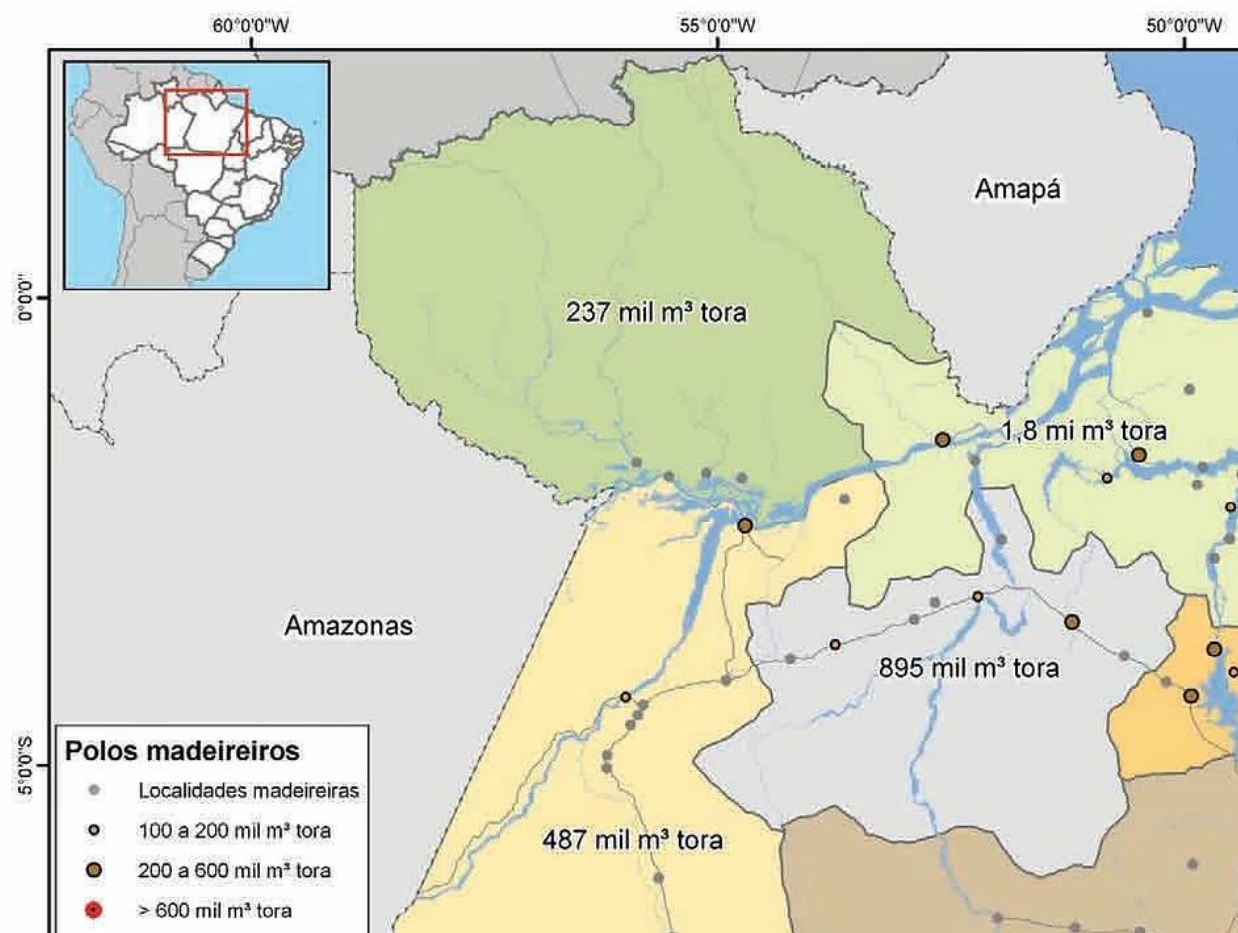 60°0'0"W
55°0'0"W
50°0'0"W
Amapá
0°0'0"
237 mil m³ tora
1,8 mi m³ tora
Amazonas
895 mil m³ tora
5°0'0"S
487 mil m³ tora
Polos madeireiros
Localidades madeireiras
100 a 200 mil m³ tora
200 a 600 mil m³ tora
> 600 mil m³ tora